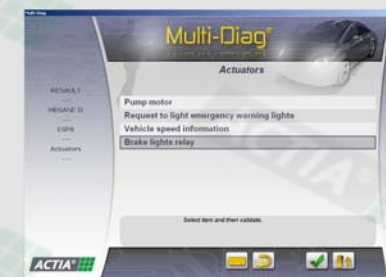 Multi-Diag
Multi-Diag®
Actuators
RENAULT
---
MEGANE II
---
ESP8
---
Actuators
---
Pump motor
Request to light emergency warning lights
Vehicle speed information
Brake lights relay
Select item and then validate.
ACTIA®